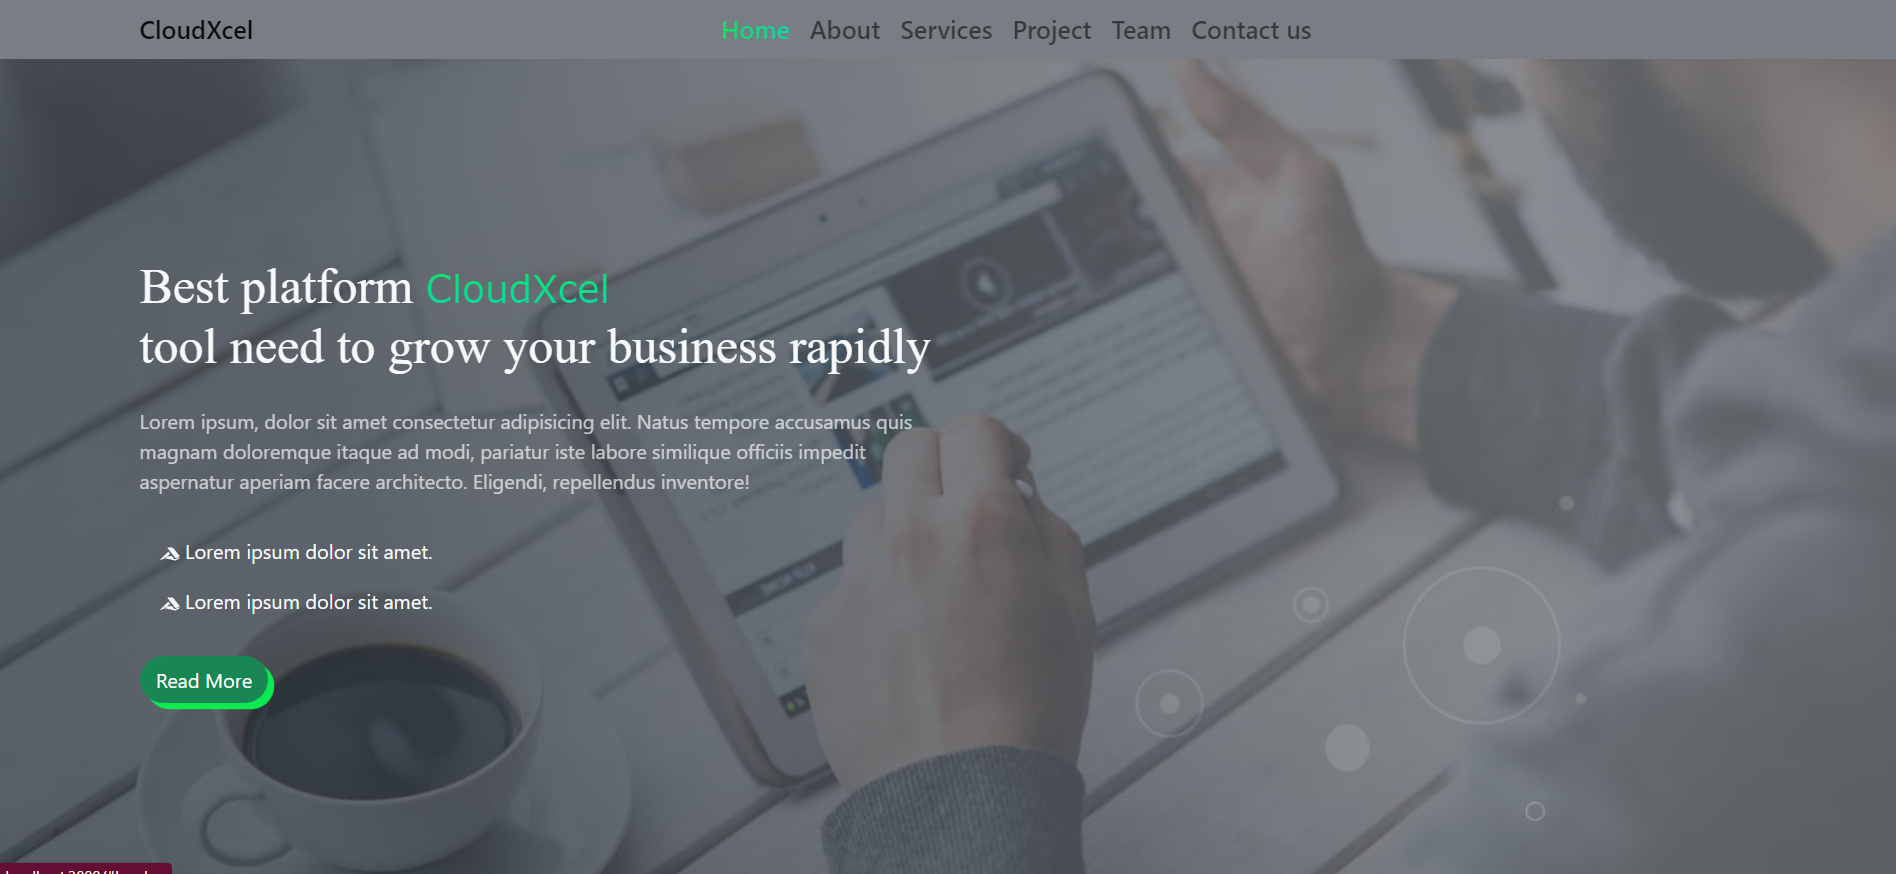 CloudXcel
Home About Services Project Team Contact us
Best platform CloudXcel
tool need to grow your business rapidly
Lorem ipsum, dolor sit amet consectetur adipisicing elit. Natus tempore accusamus quis
magnam doloremque itaque ad modi, pariatur iste labore similique officiis impedit
aspernatur aperiam facere architecto. Eligendi, repellendus inventore!
Lorem ipsum dolor sit amet.
Lorem ipsum dolor sit amet.
Read More